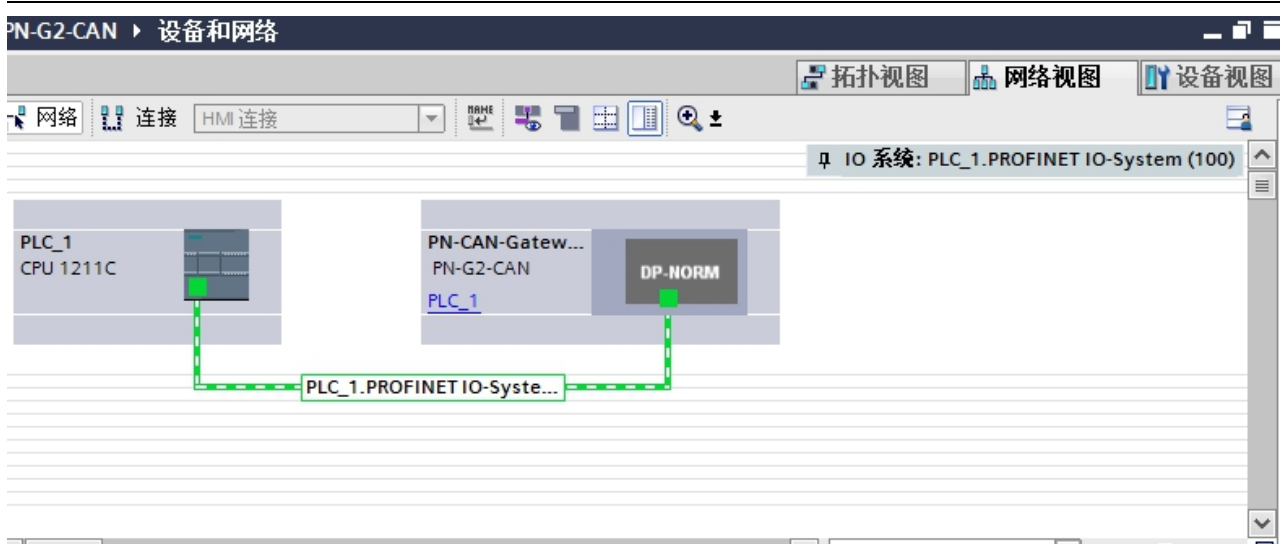 PN-G2-CAN ▸ 设备和网络
拓扑视图 网络视图 设备视图
网络 连接 HMI 连接
IO 系统: PLC_1.PROFINET IO-System (100)
PLC_1
CPU 1211C
PN-CAN-Gatew...
PN-G2-CAN
DP-NORM
PLC_1
PLC_1.PROFINET IO-Syste...